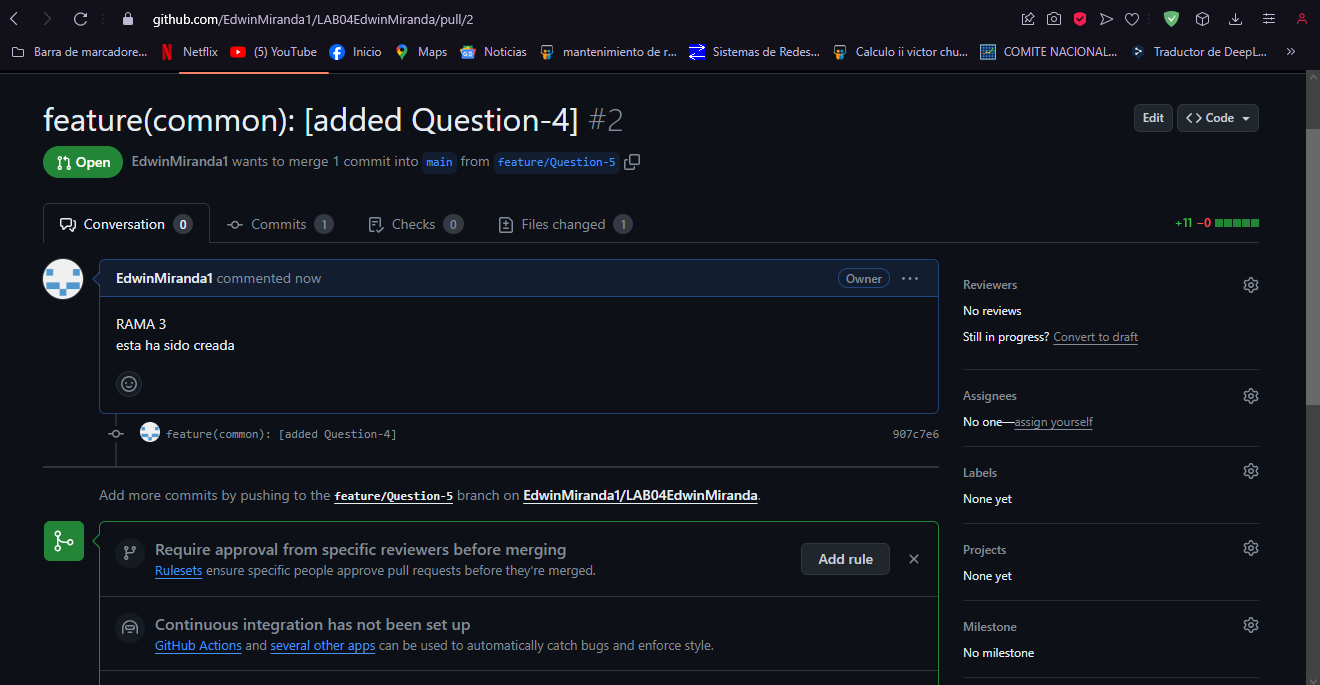 github.com/EdwinMiranda1/LAB04EdwinMiranda/pull/2
Barra de marcadore... Netflix (5) YouTube Inicio Maps Noticias mantenimiento de r... Sistemas de Redes... Calculo ii victor chu... COMITE NACIONAL... Traductor de DeepL... »
feature(common): [added Question-4] #2
Edit <> Code
Open EdwinMiranda1 wants to merge 1 commit into main from feature/Question-5
Conversation 0 Commits 1 Checks 0 Files changed 1 +11 −0
EdwinMiranda1 commented now Owner ...
RAMA 3
esta ha sido creada
feature(common): [added Question-4] 907c7e6
Add more commits by pushing to the feature/Question-5 branch on EdwinMiranda1/LAB04EdwinMiranda.
Require approval from specific reviewers before merging
Rulesets ensure specific people approve pull requests before they're merged.
Add rule
Continuous integration has not been set up
GitHub Actions and several other apps can be used to automatically catch bugs and enforce style.
Reviewers
No reviews
Still in progress? Convert to draft
Assignees
No one—assign yourself
Labels
None yet
Projects
None yet
Milestone
No milestone